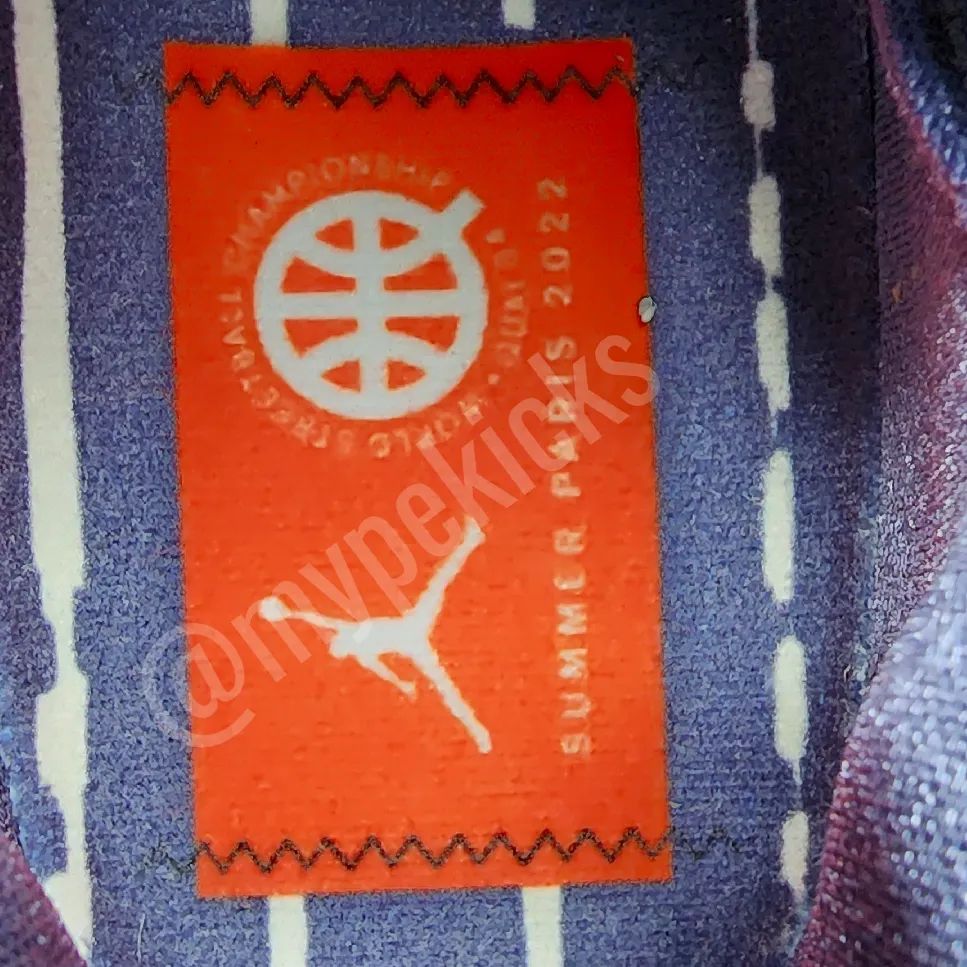 WORLD STREETBALL CHAMPIONSHIP • QUAI 54 •
SUMMER PARIS 2022
@mypekicks